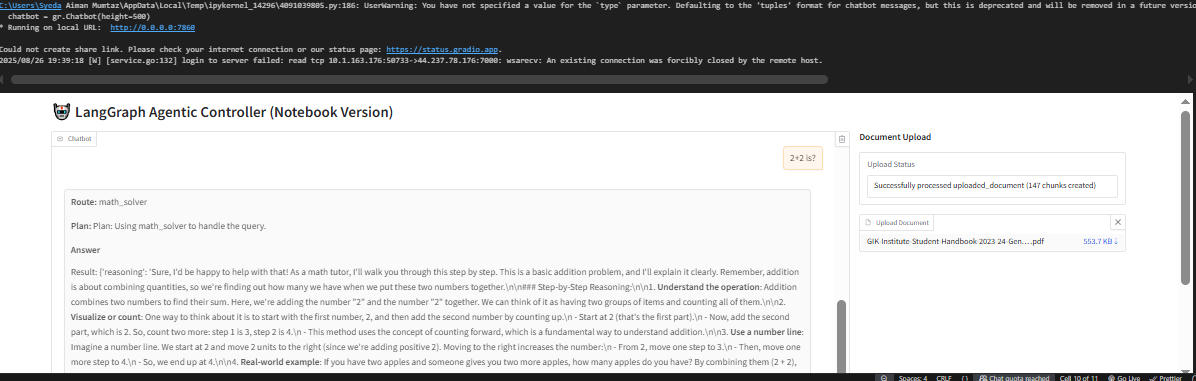 C:\Users\Syeda Aiman Mumtaz\AppData\Local\Temp\ipykernel_14296\4091039805.py:186: UserWarning: You have not specified a value for the `type` parameter. Defaulting to the 'tuples' format for chatbot messages, but this is deprecated and will be removed in a future versio
chatbot = gr.Chatbot(height=500)
* Running on local URL: http://0.0.0.0:7860
Could not create share link. Please check your internet connection or our status page: https://status.gradio.app.
2025/08/26 19:39:18 [W] [service.go:132] login to server failed: read tcp 10.1.163.176:50733->44.237.78.176:7000: wsarecv: An existing connection was forcibly closed by the remote host.
LangGraph Agentic Controller (Notebook Version)
Chatbot
2+2 is?
Route: math_solver
Plan: Plan: Using math_solver to handle the query.
Answer
Result: {'reasoning': 'Sure, I'd be happy to help with that! As a math tutor, I'll walk you through this step by step. This is a basic addition problem, and I'll explain it clearly. Remember, addition
is about combining quantities, so we're finding out how many we have when we put these two numbers together.\n\n### Step-by-Step Reasoning:\n\n1. Understand the operation: Addition
combines two numbers to find their sum. Here, we're adding the number "2" and the number "2" together. We can think of it as having two groups of items and counting all of them.\n\n2.
Visualize or count: One way to think about it is to start with the first number, 2, and then add the second number by counting up.\n - Start at 2 (that's the first part).\n - Now, add the second
part, which is 2. So, count two more: step 1 is 3, step 2 is 4.\n - This method uses the concept of counting forward, which is a fundamental way to understand addition.\n\n3. Use a number line:
Imagine a number line. We start at 2 and move 2 units to the right (since we're adding positive 2). Moving to the right increases the number:\n - From 2, move one step to 3.\n - Then, move one
more step to 4.\n - So, we end up at 4.\n\n4. Real-world example: If you have two apples and someone gives you two more apples, how many apples do you have? By combining them (2 + 2),
Document Upload
Upload Status
Successfully processed uploaded_document (147 chunks created)
Upload Document
GIK-Institute-Student-Handbook-2023-24-Gen....pdf 553.7 KB ↓
Spaces: 4 CRLF {} Chat quota reached Cell 10 of 11 Go Live Prettier